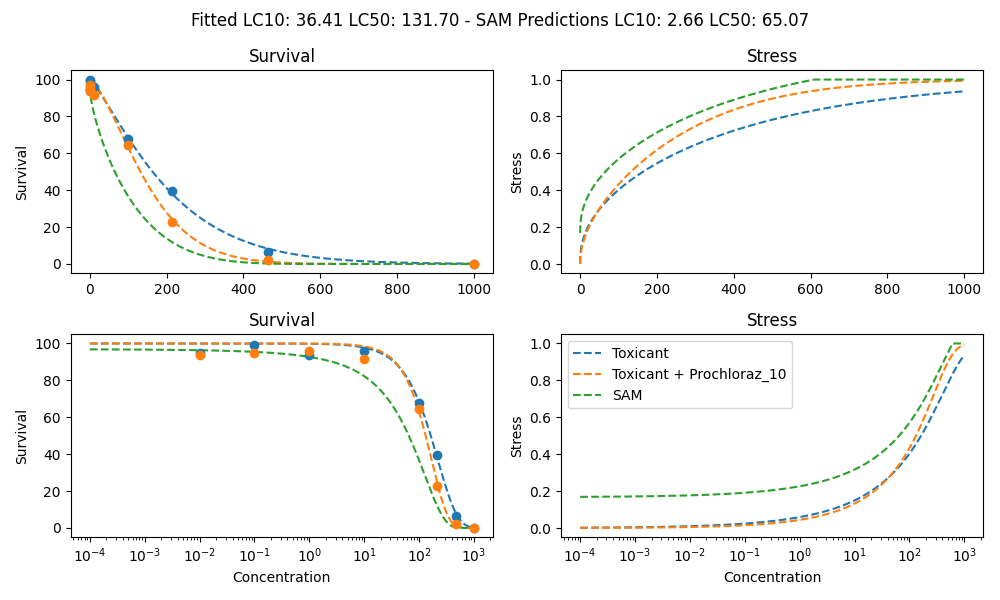 Fitted LC10: 36.41 LC50: 131.70 - SAM Predictions LC10: 2.66 LC50: 65.07
Survival
Survival
100
80
60
40
20
0
0 200 400 600 800 1000
Stress
Stress
1.0
0.8
0.6
0.4
0.2
0.0
0 200 400 600 800 1000
Survival
Survival
100
80
60
40
20
0
10⁻⁴ 10⁻³ 10⁻² 10⁻¹ 10⁰ 10¹ 10² 10³
Concentration
Stress
Stress
1.0
0.8
0.6
0.4
0.2
0.0
Toxicant
Toxicant + Prochloraz_10
SAM
10⁻⁴ 10⁻³ 10⁻² 10⁻¹ 10⁰ 10¹ 10² 10³
Concentration